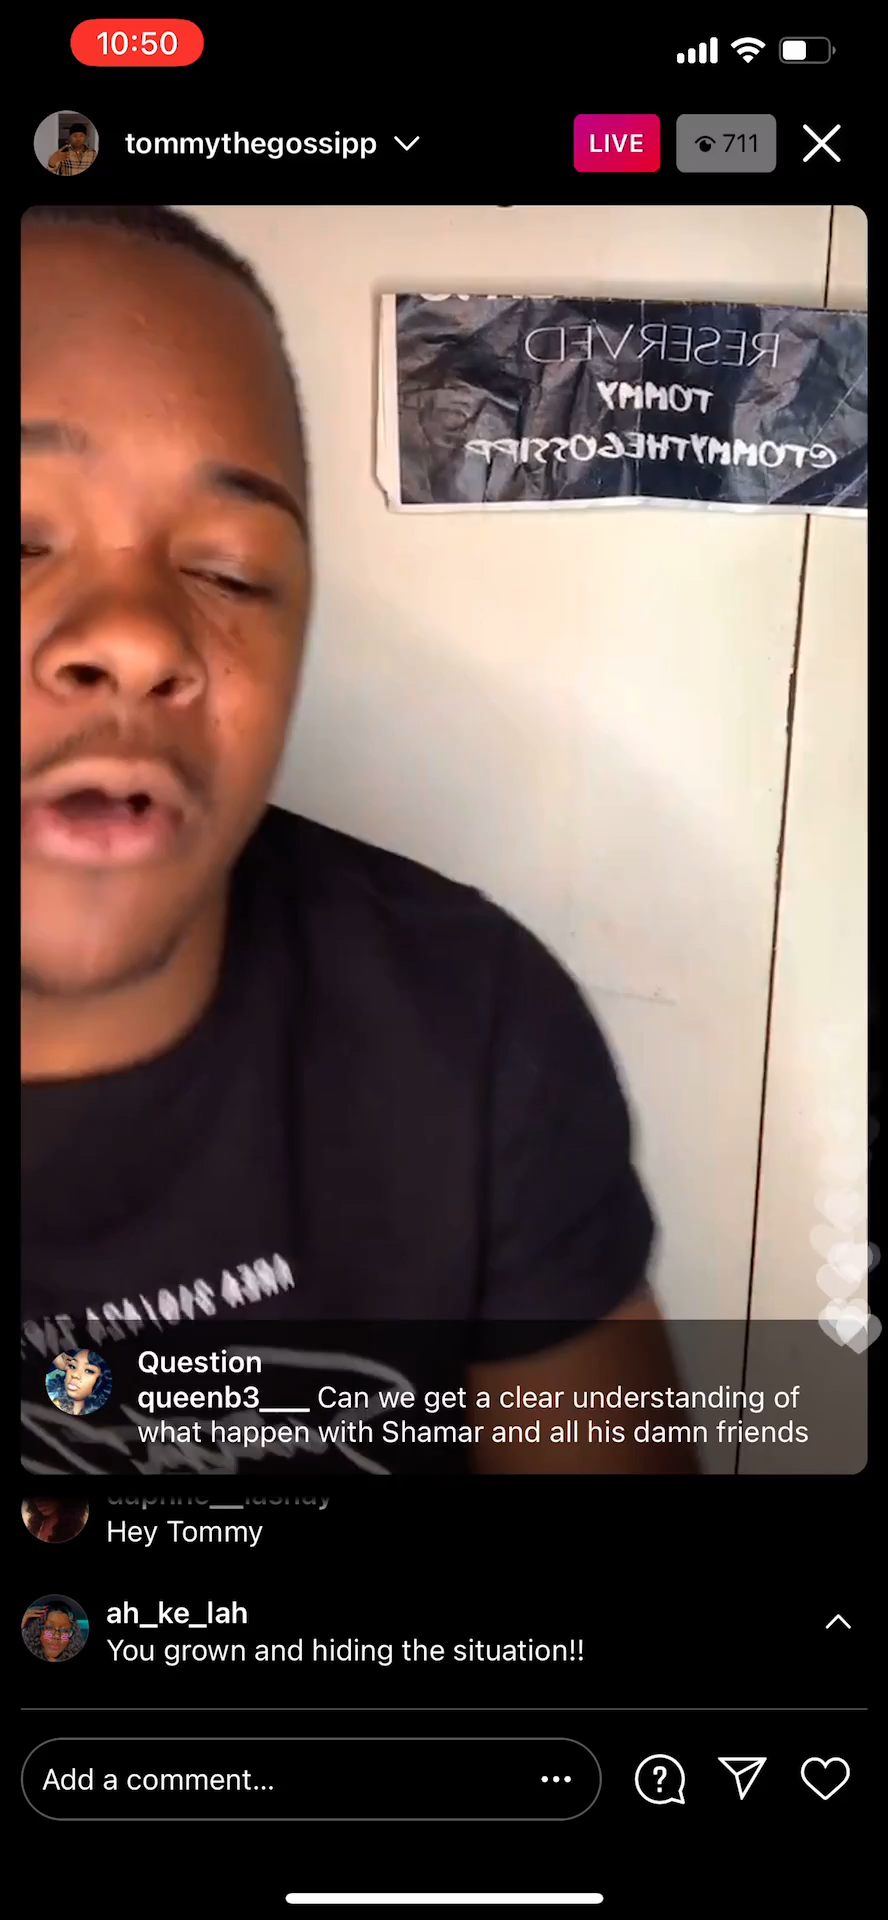 10:50
tommythegossipp
LIVE
711
RESERVED
TOMMY
@TOMMYTHEGOSSIPP
Question
queenb3___ Can we get a clear understanding of
what happen with Shamar and all his damn friends
Hey Tommy
ah_ke_lah
You grown and hiding the situation!!
Add a comment...